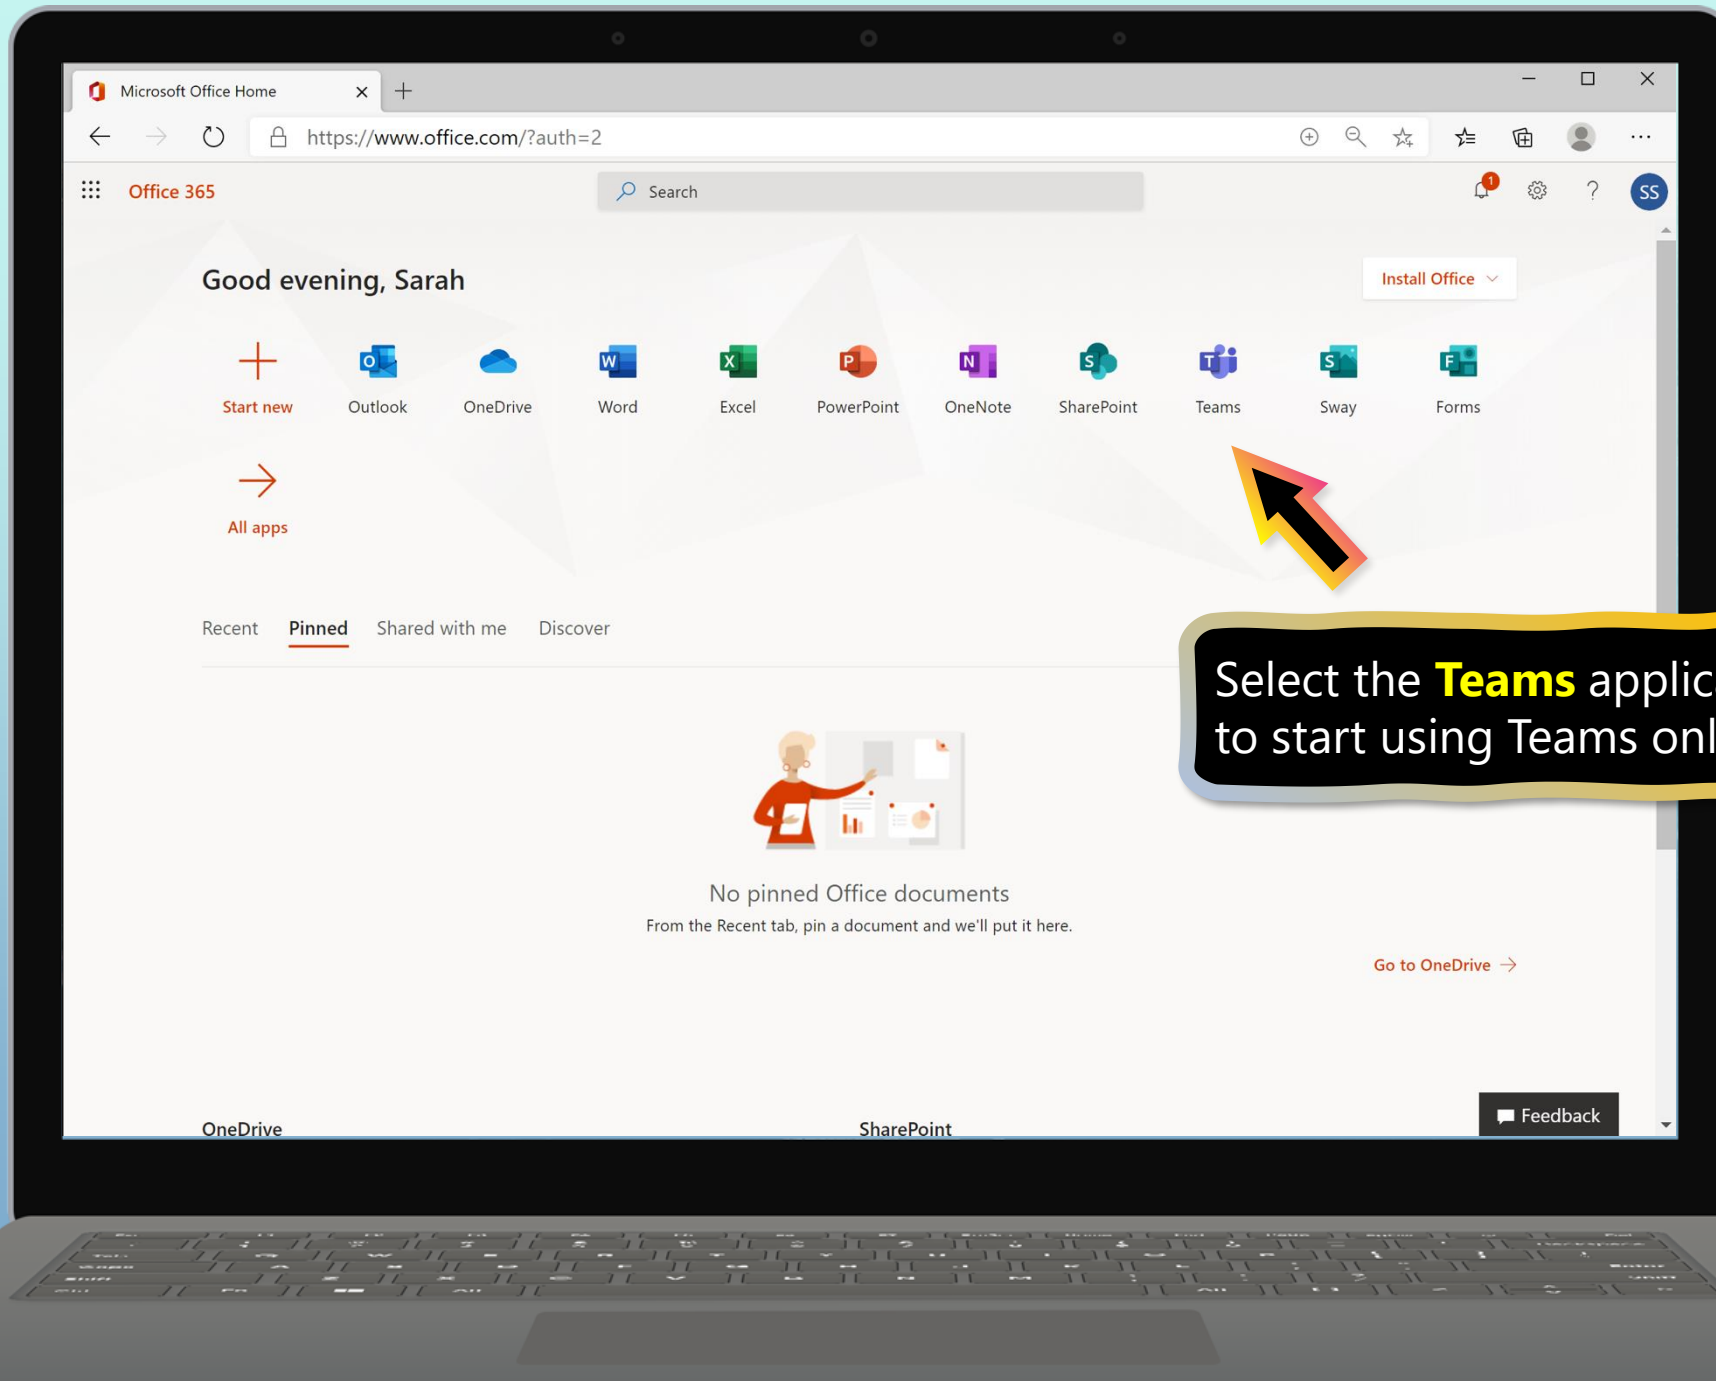 Microsoft Office Home
https://www.office.com/?auth=2
Office 365
Search
1
?
SS
Good evening, Sarah
Install Office
Start new
Outlook
OneDrive
Word
Excel
PowerPoint
OneNote
SharePoint
Teams
Sway
Forms
All apps
Recent Pinned Shared with me Discover
Select the Teams applica
to start using Teams onl
No pinned Office documents
From the Recent tab, pin a document and we'll put it here.
Go to OneDrive
Feedback
OneDrive
SharePoint